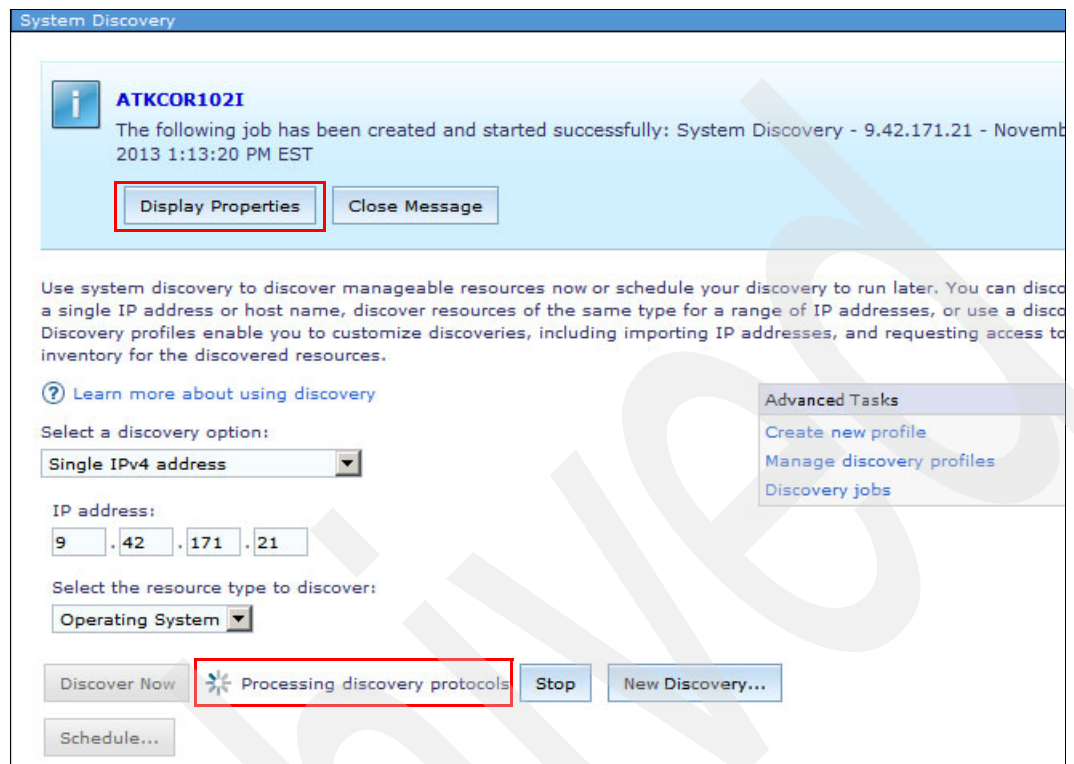 System Discovery
i
ATKCOR102I
The following job has been created and started successfully: System Discovery - 9.42.171.21 - Novemb
2013 1:13:20 PM EST
Display Properties
Close Message
Use system discovery to discover manageable resources now or schedule your discovery to run later. You can disco
a single IP address or host name, discover resources of the same type for a range of IP addresses, or use a disco
Discovery profiles enable you to customize discoveries, including importing IP addresses, and requesting access to
inventory for the discovered resources.
? Learn more about using discovery
Advanced Tasks
Create new profile
Manage discovery profiles
Discovery jobs
Select a discovery option:
Single IPv4 address
IP address:
9 . 42 . 171 . 21
Select the resource type to discover:
Operating System
Discover Now
Processing discovery protocols
Stop
New Discovery...
Schedule...